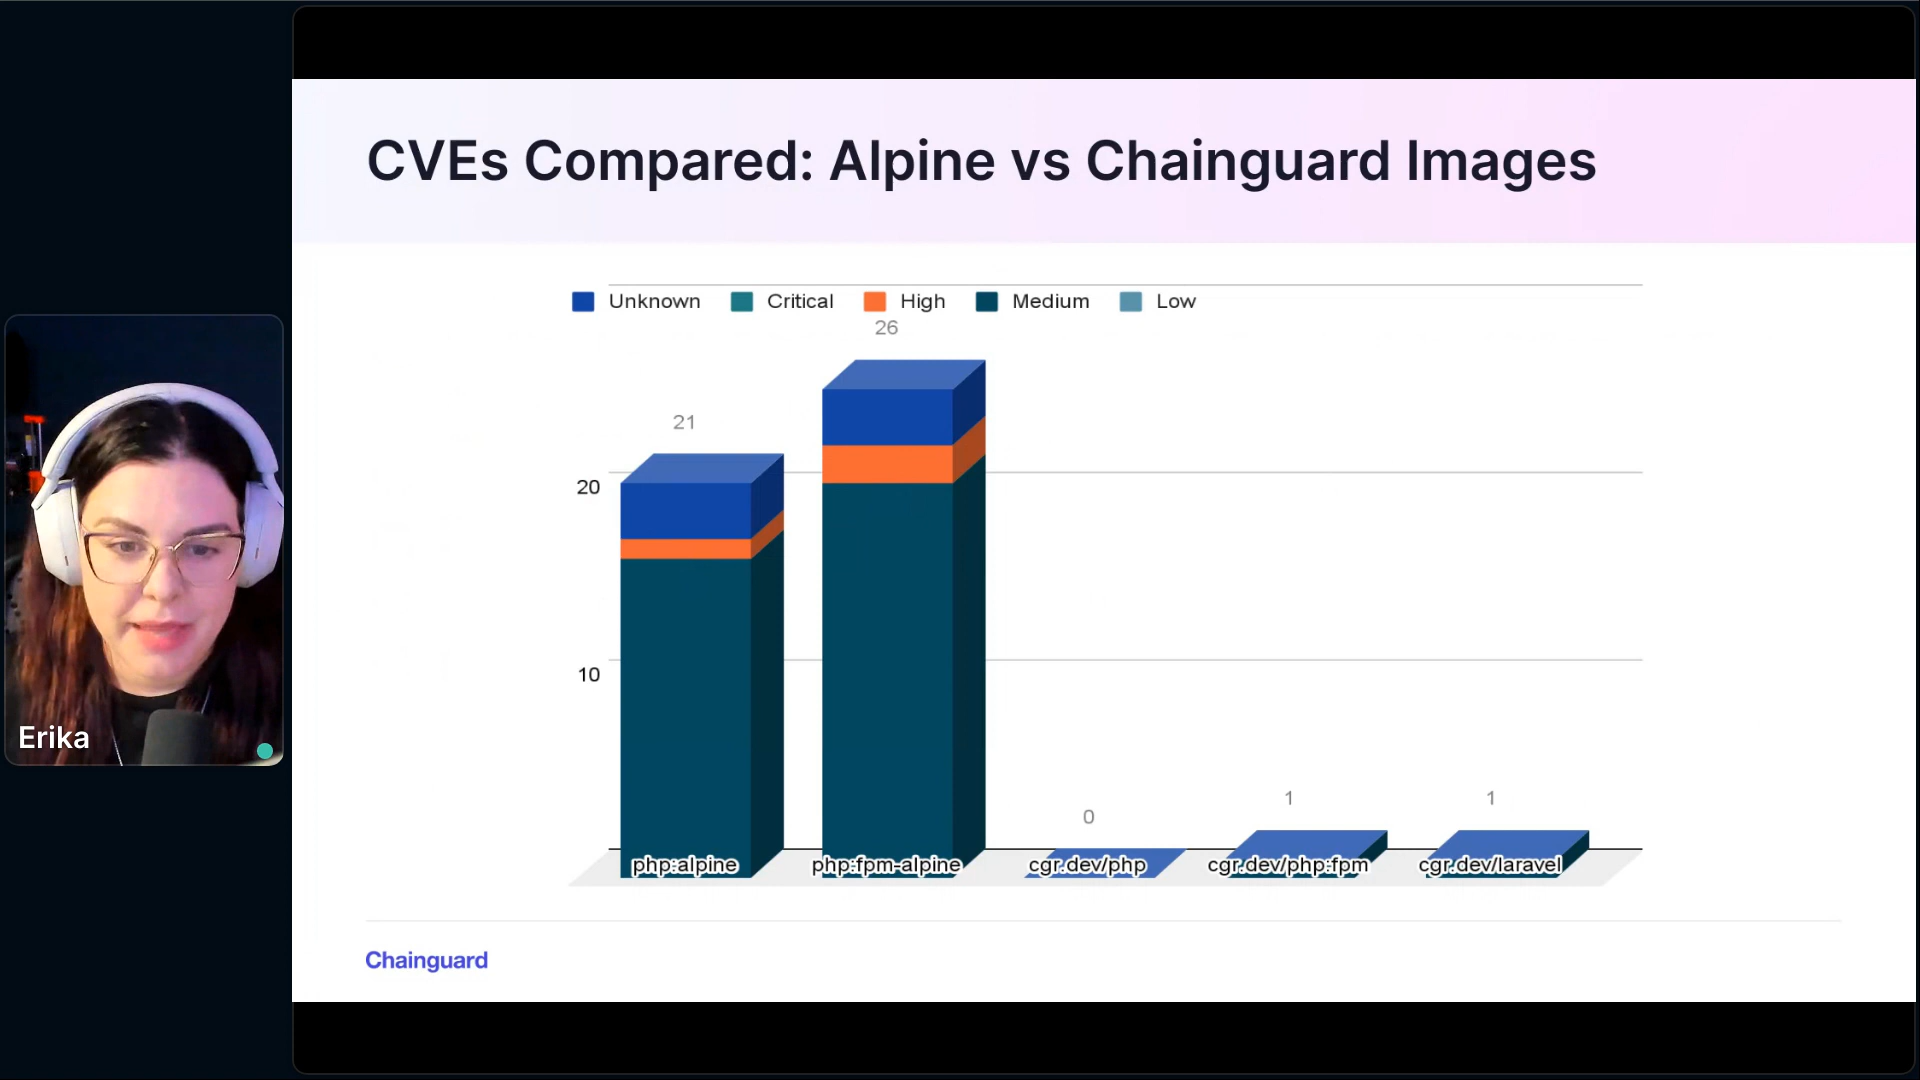 CVEs Compared: Alpine vs Chainguard Images
Unknown Critical High Medium Low
26
21
20
10
0
1
1
php:alpine php:fpm-alpine cgr.dev/php cgr.dev/php:fpm cgr.dev/laravel
Erika
Chainguard